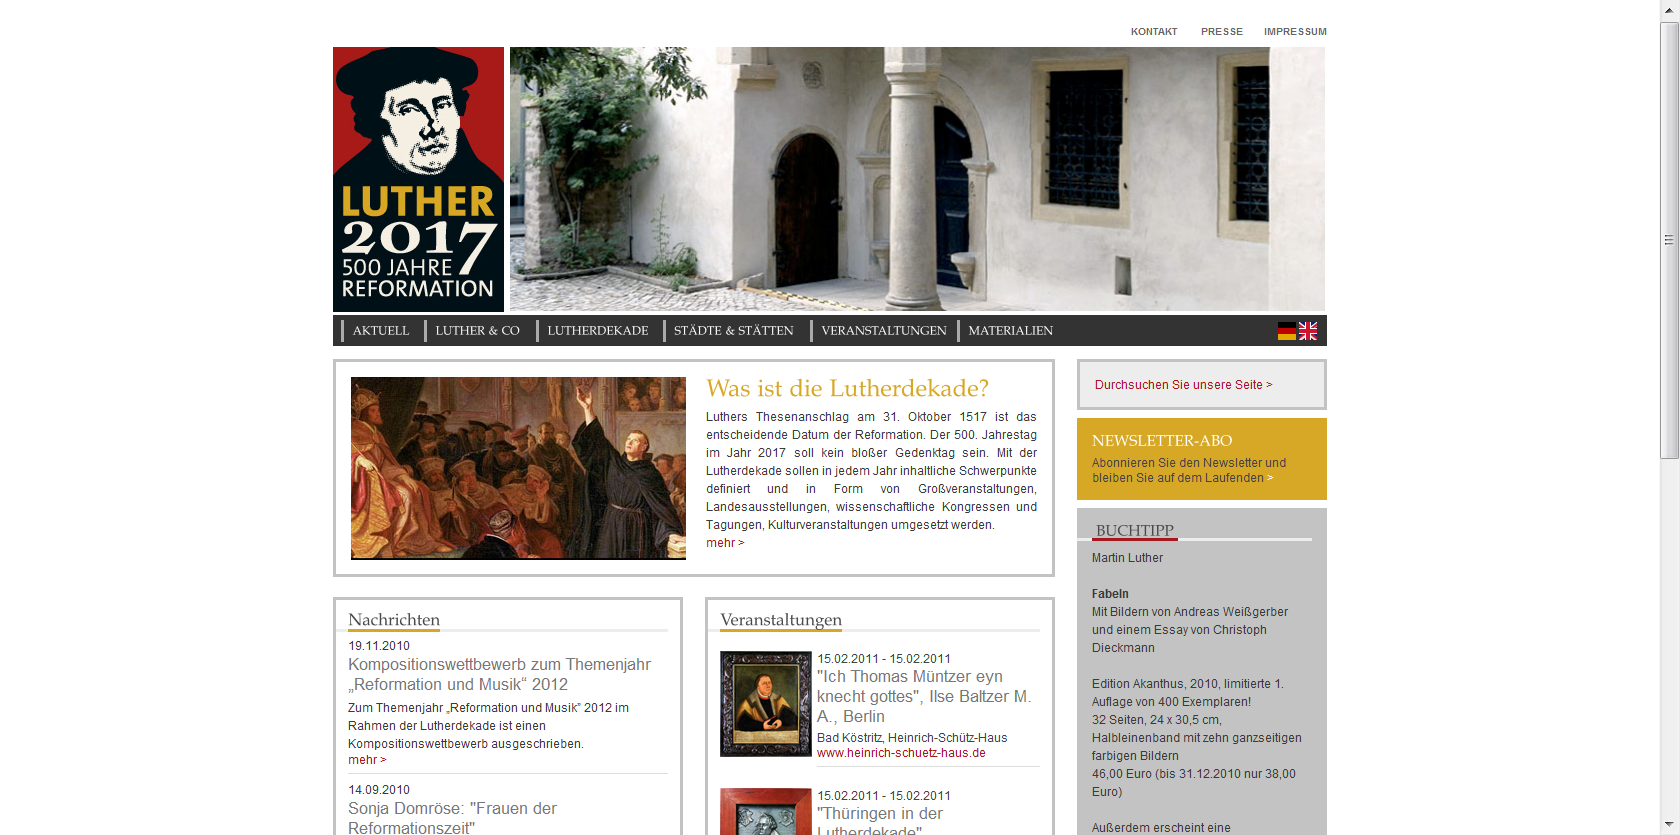 KONTAKT PRESSE IMPRESSUM
LUTHER
2017
500 JAHRE
REFORMATION
AKTUELL LUTHER & CO LUTHERDEKADE STÄDTE & STÄTTEN VERANSTALTUNGEN MATERIALIEN
Was ist die Lutherdekade?
Luthers Thesenanschlag am 31. Oktober 1517 ist das
entscheidende Datum der Reformation. Der 500. Jahrestag
im Jahr 2017 soll kein bloßer Gedenktag sein. Mit der
Lutherdekade sollen in jedem Jahr inhaltliche Schwerpunkte
definiert und in Form von Großveranstaltungen,
Landesausstellungen, wissenschaftliche Kongressen und
Tagungen, Kulturveranstaltungen umgesetzt werden.
mehr >
Durchsuchen Sie unsere Seite >
NEWSLETTER-ABO
Abonnieren Sie den Newsletter und
bleiben Sie auf dem Laufenden >
BUCHTIPP
Martin Luther
Fabeln
Mit Bildern von Andreas Weißgerber
und einem Essay von Christoph
Dieckmann
Edition Akanthus, 2010, limitierte 1.
Auflage von 400 Exemplaren!
32 Seiten, 24 x 30,5 cm,
Halbleinenband mit zehn ganzseitigen
farbigen Bildern
46,00 Euro (bis 31.12.2010 nur 38,00
Euro)
Außerdem erscheint eine
Nachrichten
19.11.2010
Kompositionswettbewerb zum Themenjahr
„Reformation und Musik“ 2012
Zum Themenjahr „Reformation und Musik” 2012 im
Rahmen der Lutherdekade ist einen
Kompositionswettbewerb ausgeschrieben.
mehr >
14.09.2010
Sonja Domröse: "Frauen der
Reformationszeit"
Veranstaltungen
15.02.2011 - 15.02.2011
"Ich Thomas Müntzer eyn
knecht gottes", Ilse Baltzer M.
A., Berlin
Bad Köstritz, Heinrich-Schütz-Haus
www.heinrich-schuetz-haus.de
15.02.2011 - 15.02.2011
"Thüringen in der
Lutherdekade"